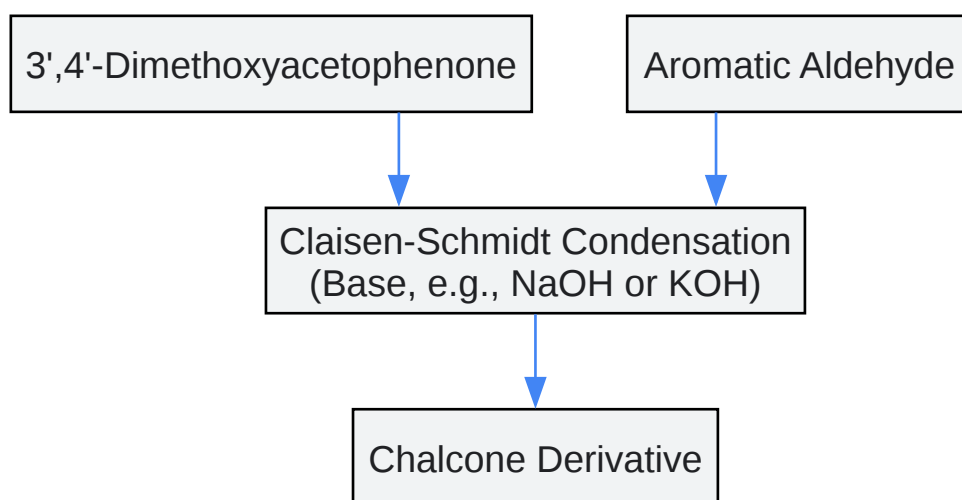 3',4'-Dimethoxyacetophenone
Aromatic Aldehyde
Claisen-Schmidt Condensation
(Base, e.g., NaOH or KOH)
Chalcone Derivative